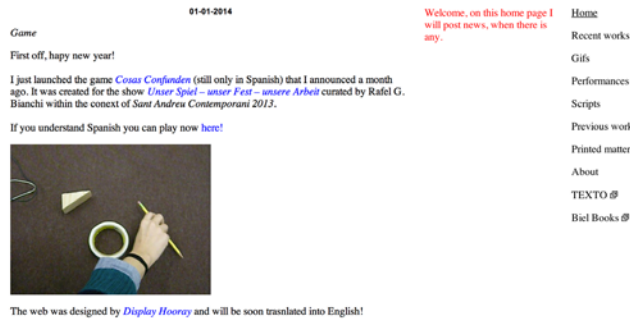 01-01-2014
Game
First off, hapy new year!
I just launched the game Cosas Confunden (still only in Spanish) that I announced a month
ago. It was created for the show Unser Spiel – unser Fest – unsere Arbeit curated by Rafel G.
Bianchi within the conext of Sant Andreu Contemporani 2013.
If you understand Spanish you can play now here!
The web was designed by Display Hooray and will be soon trasnlated into English!
Welcome, on this home page I
will post news, when there is
any.
Home
Recent works
Gifs
Performances
Scripts
Previous work
Printed matter
About
TEXTO
Biel Books